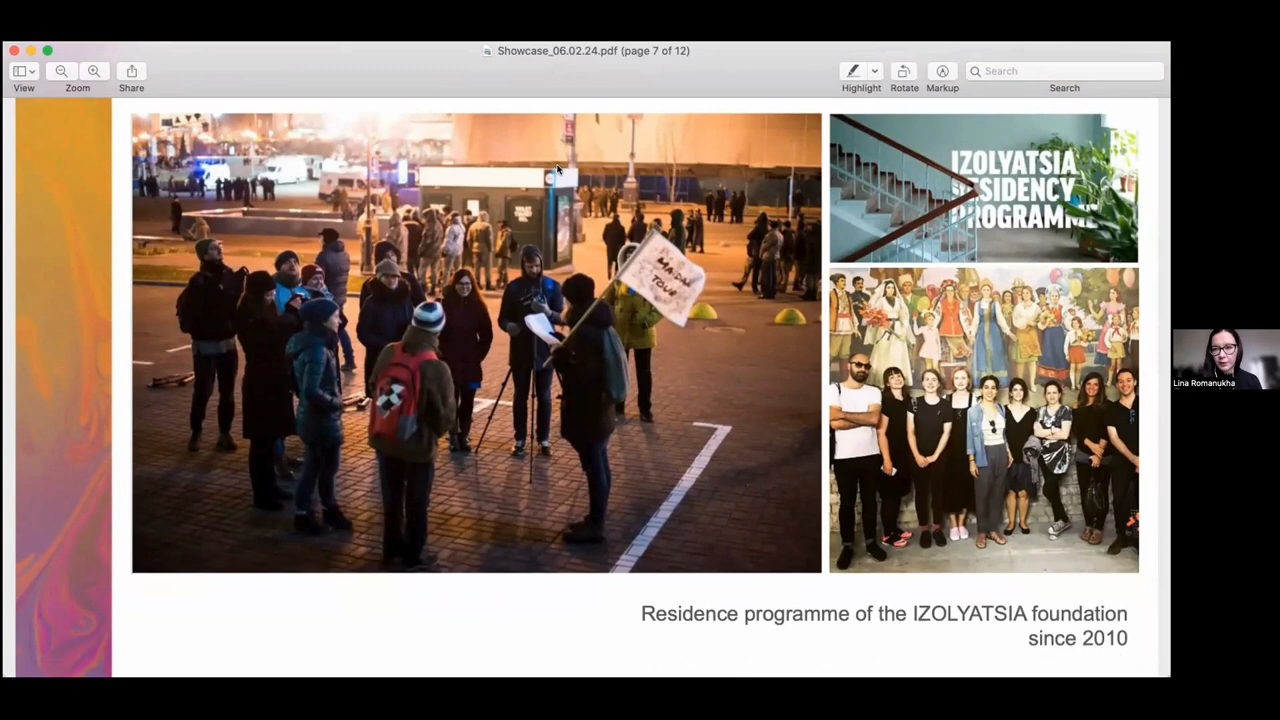 Showcase_06.02.24.pdf (page 7 of 12)
View
Zoom
Share
Highlight
Rotate
Markup
Search
Search
MAIDAN
TOUR
IZOLYATSIA
RESIDENCY
PROGRAMME
Lina Romanukha
Residence programme of the IZOLYATSIA foundation
since 2010